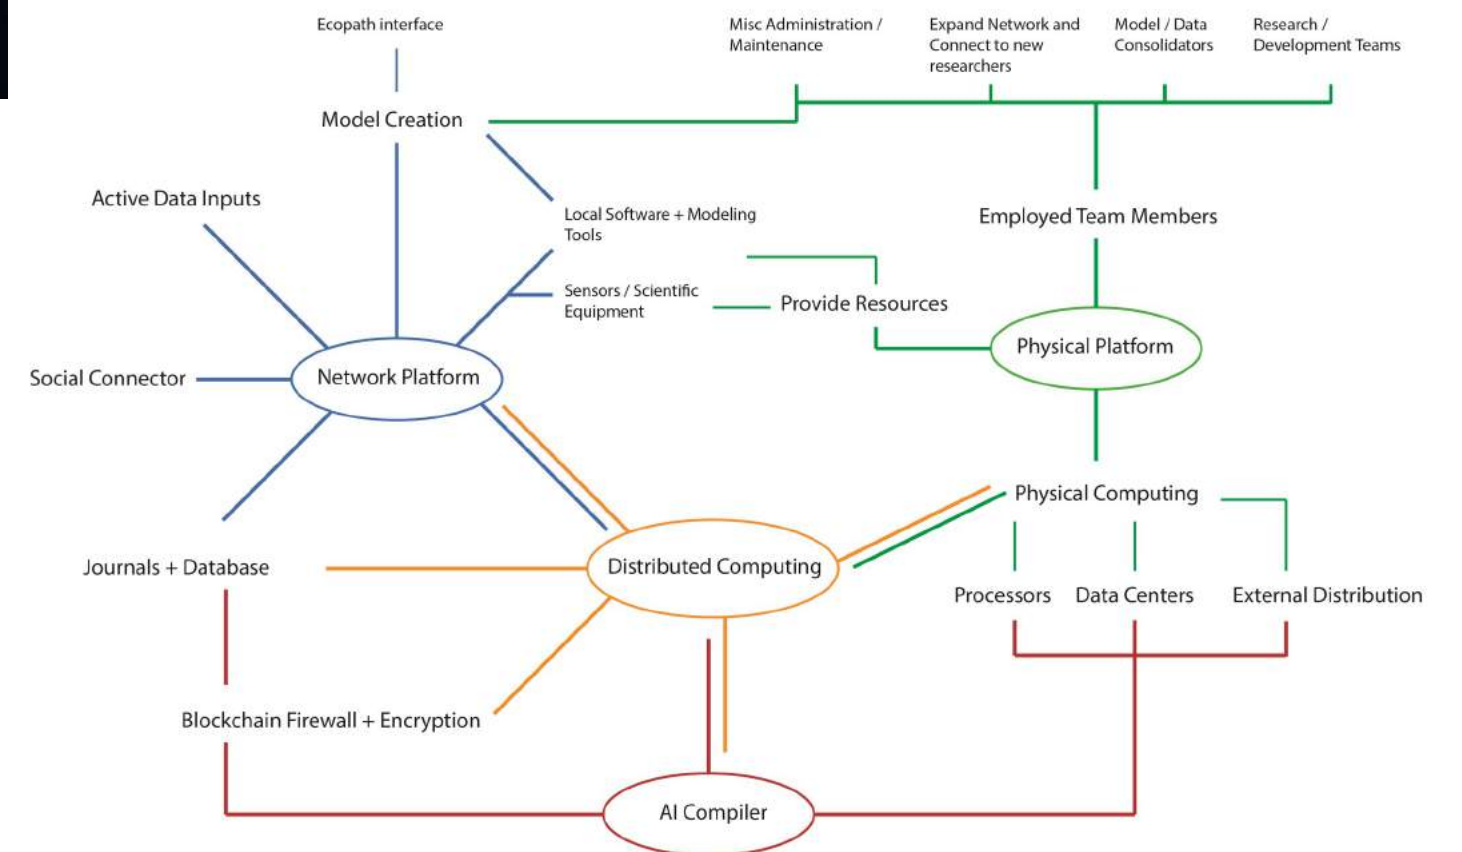 Ecopath interface
Misc Administration /
Maintenance
Expand Network and
Connect to new
researchers
Model / Data
Consolidators
Research /
Development Teams
Model Creation
Active Data Inputs
Local Software + Modeling
Tools
Employed Team Members
Sensors / Scientific
Equipment
Provide Resources
Physical Platform
Social Connector
Network Platform
Physical Computing
Journals + Database
Distributed Computing
Processors
Data Centers
External Distribution
Blockchain Firewall + Encryption
AI Compiler